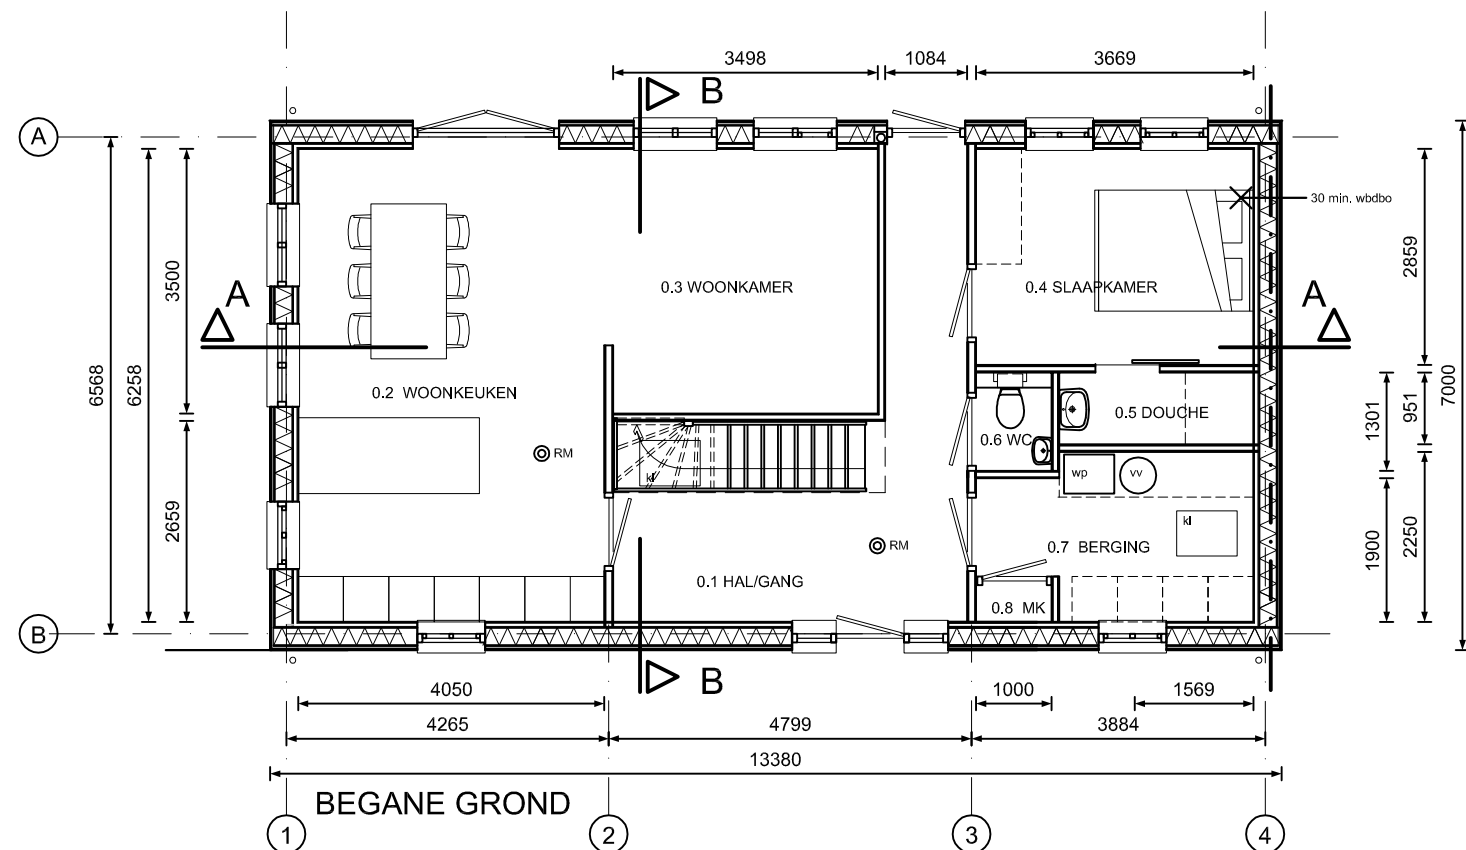 3498 1084 3669
B
A
30 min. wbdbo
0.3 WOONKAMER 0.4 SLAAPKAMER
A A
3500 2859
6568 6258 7000
0.2 WOONKEUKEN
0.5 DOUCHE
1301 951
0.6 WC
RM
kl wp vv
2659 1900 2250
kl
RM 0.7 BERGING
0.1 HAL/GANG
0.8 MK
B
B
4050 1000 1569
4265 4799 3884
13380
BEGANE GROND
1 2 3 4